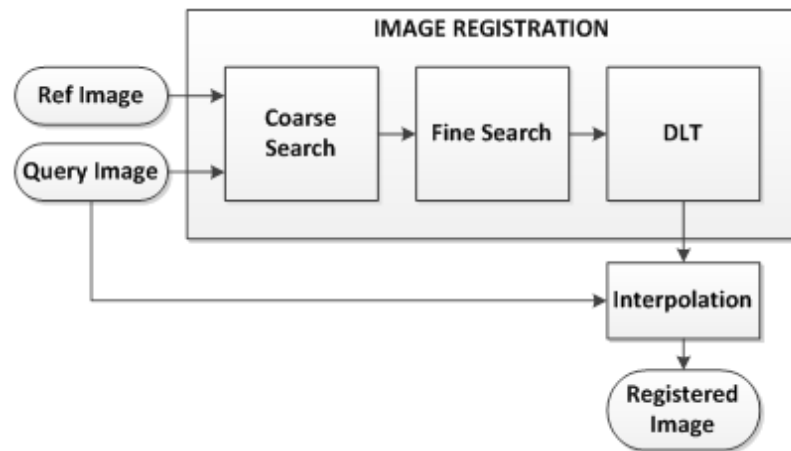 IMAGE REGISTRATION
Ref Image
Query Image
Coarse
Search
Fine Search
DLT
Interpolation
Registered
Image